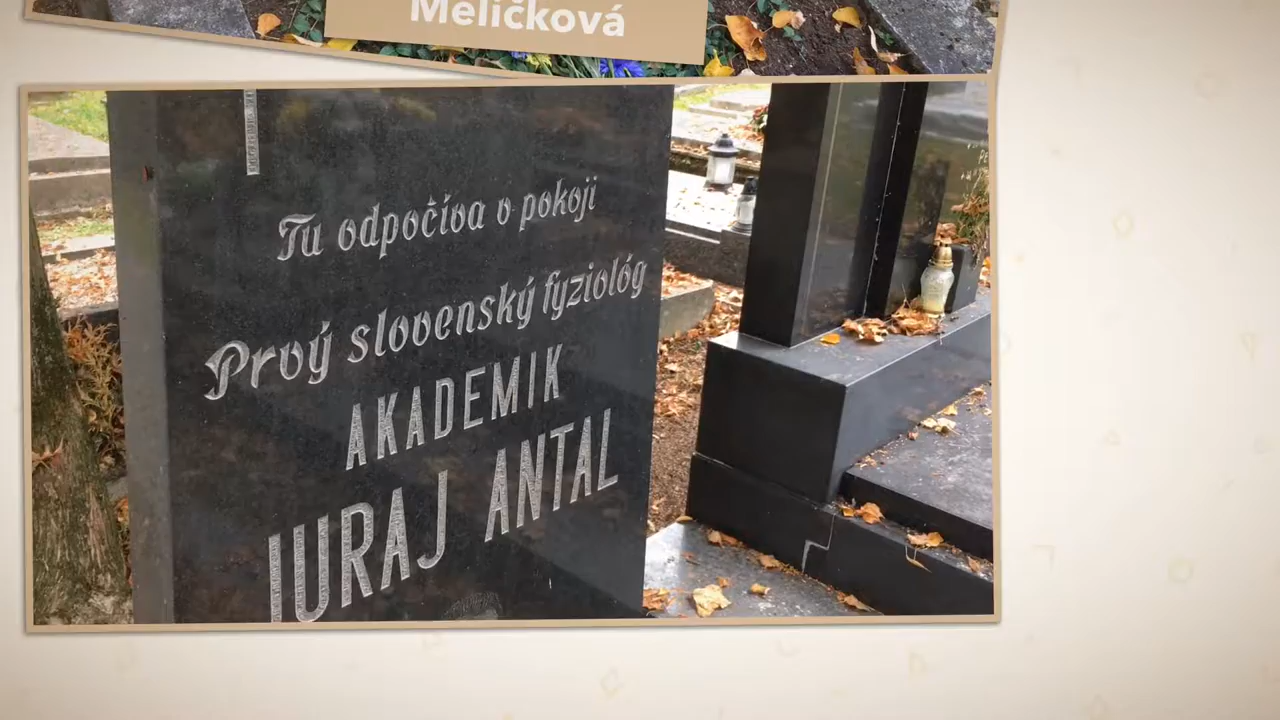 Meličková
Tu odpočíva v pokoji
Prvý slovenský fyziológ
AKADEMIK
JURAJ ANTAL